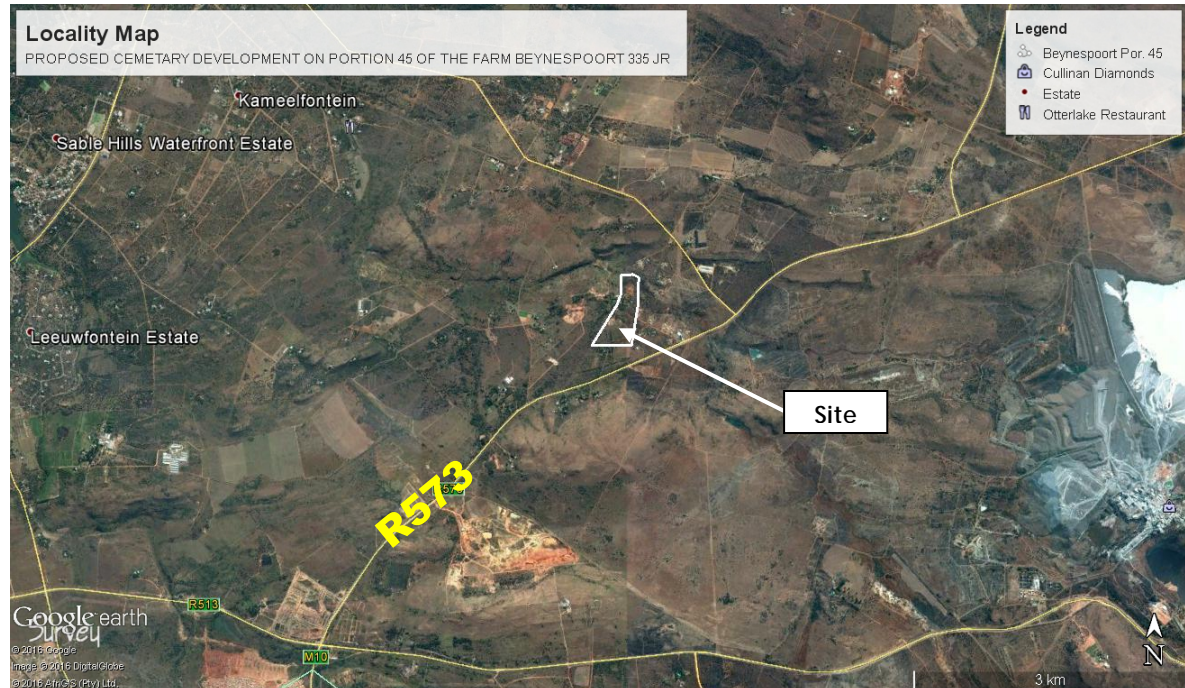 Locality Map
PROPOSED CEMETARY DEVELOPMENT ON PORTION 45 OF THE FARM BEYNESPOORT 335 JR
Legend
Beynespoort Por. 45
Cullinan Diamonds
Estate
Otterlake Restaurant
Kameelfontein
Sable Hills Waterfront Estate
Leeuwfontein Estate
Site
R573
R573
R513
M10
Google earth
survey
© 2016 Google
Image © 2016 DigitalGlobe
© 2016 AfriGIS (Pty) Ltd.
N
3 km